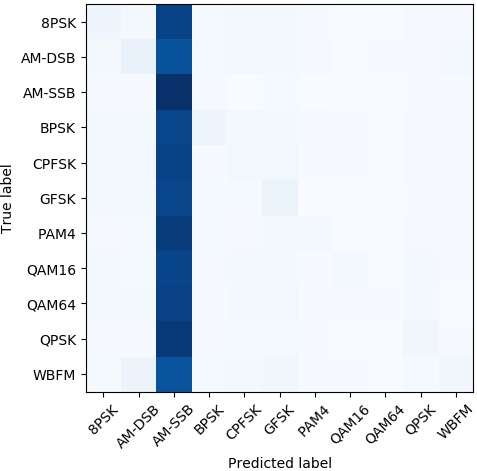 True label
8PSK
AM-DSB
AM-SSB
BPSK
CPFSK
GFSK
PAM4
QAM16
QAM64
QPSK
WBFM
8PSK
AM-DSB
AM-SSB
BPSK
CPFSK
GFSK
PAM4
QAM16
QAM64
QPSK
WBFM
Predicted label